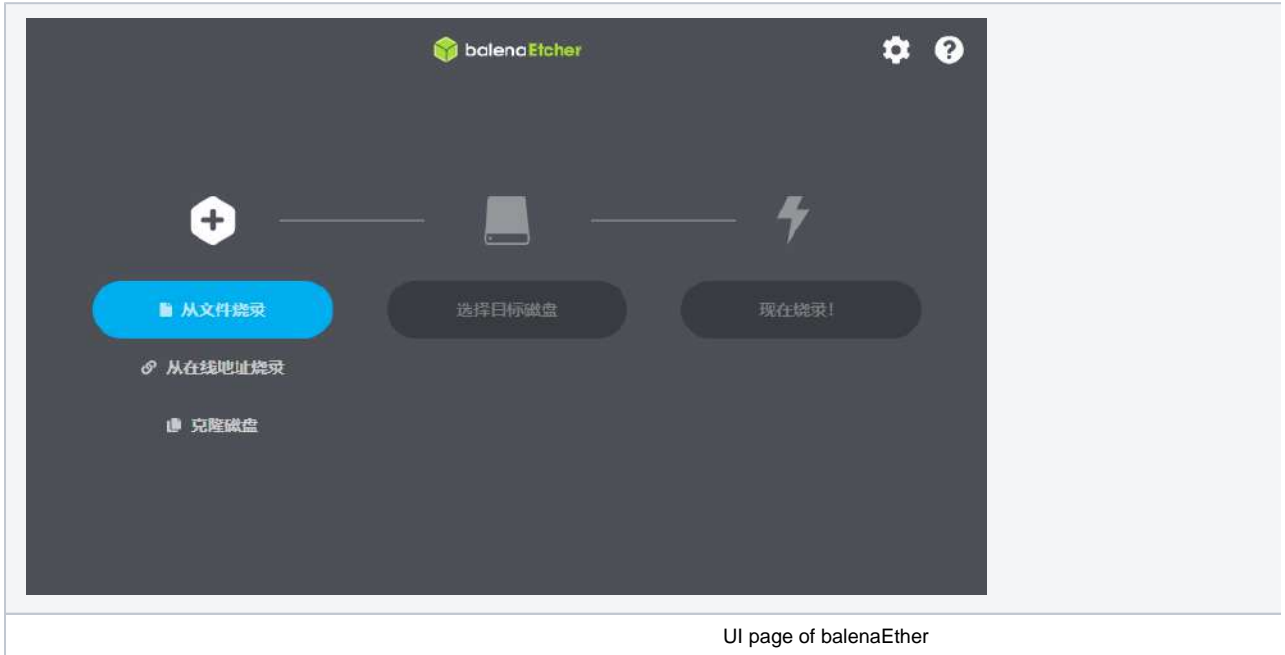 balenaEtcher
从文件烧录
选择目标磁盘
现在烧录!
从在线地址烧录
克隆磁盘
UI page of balenaEther